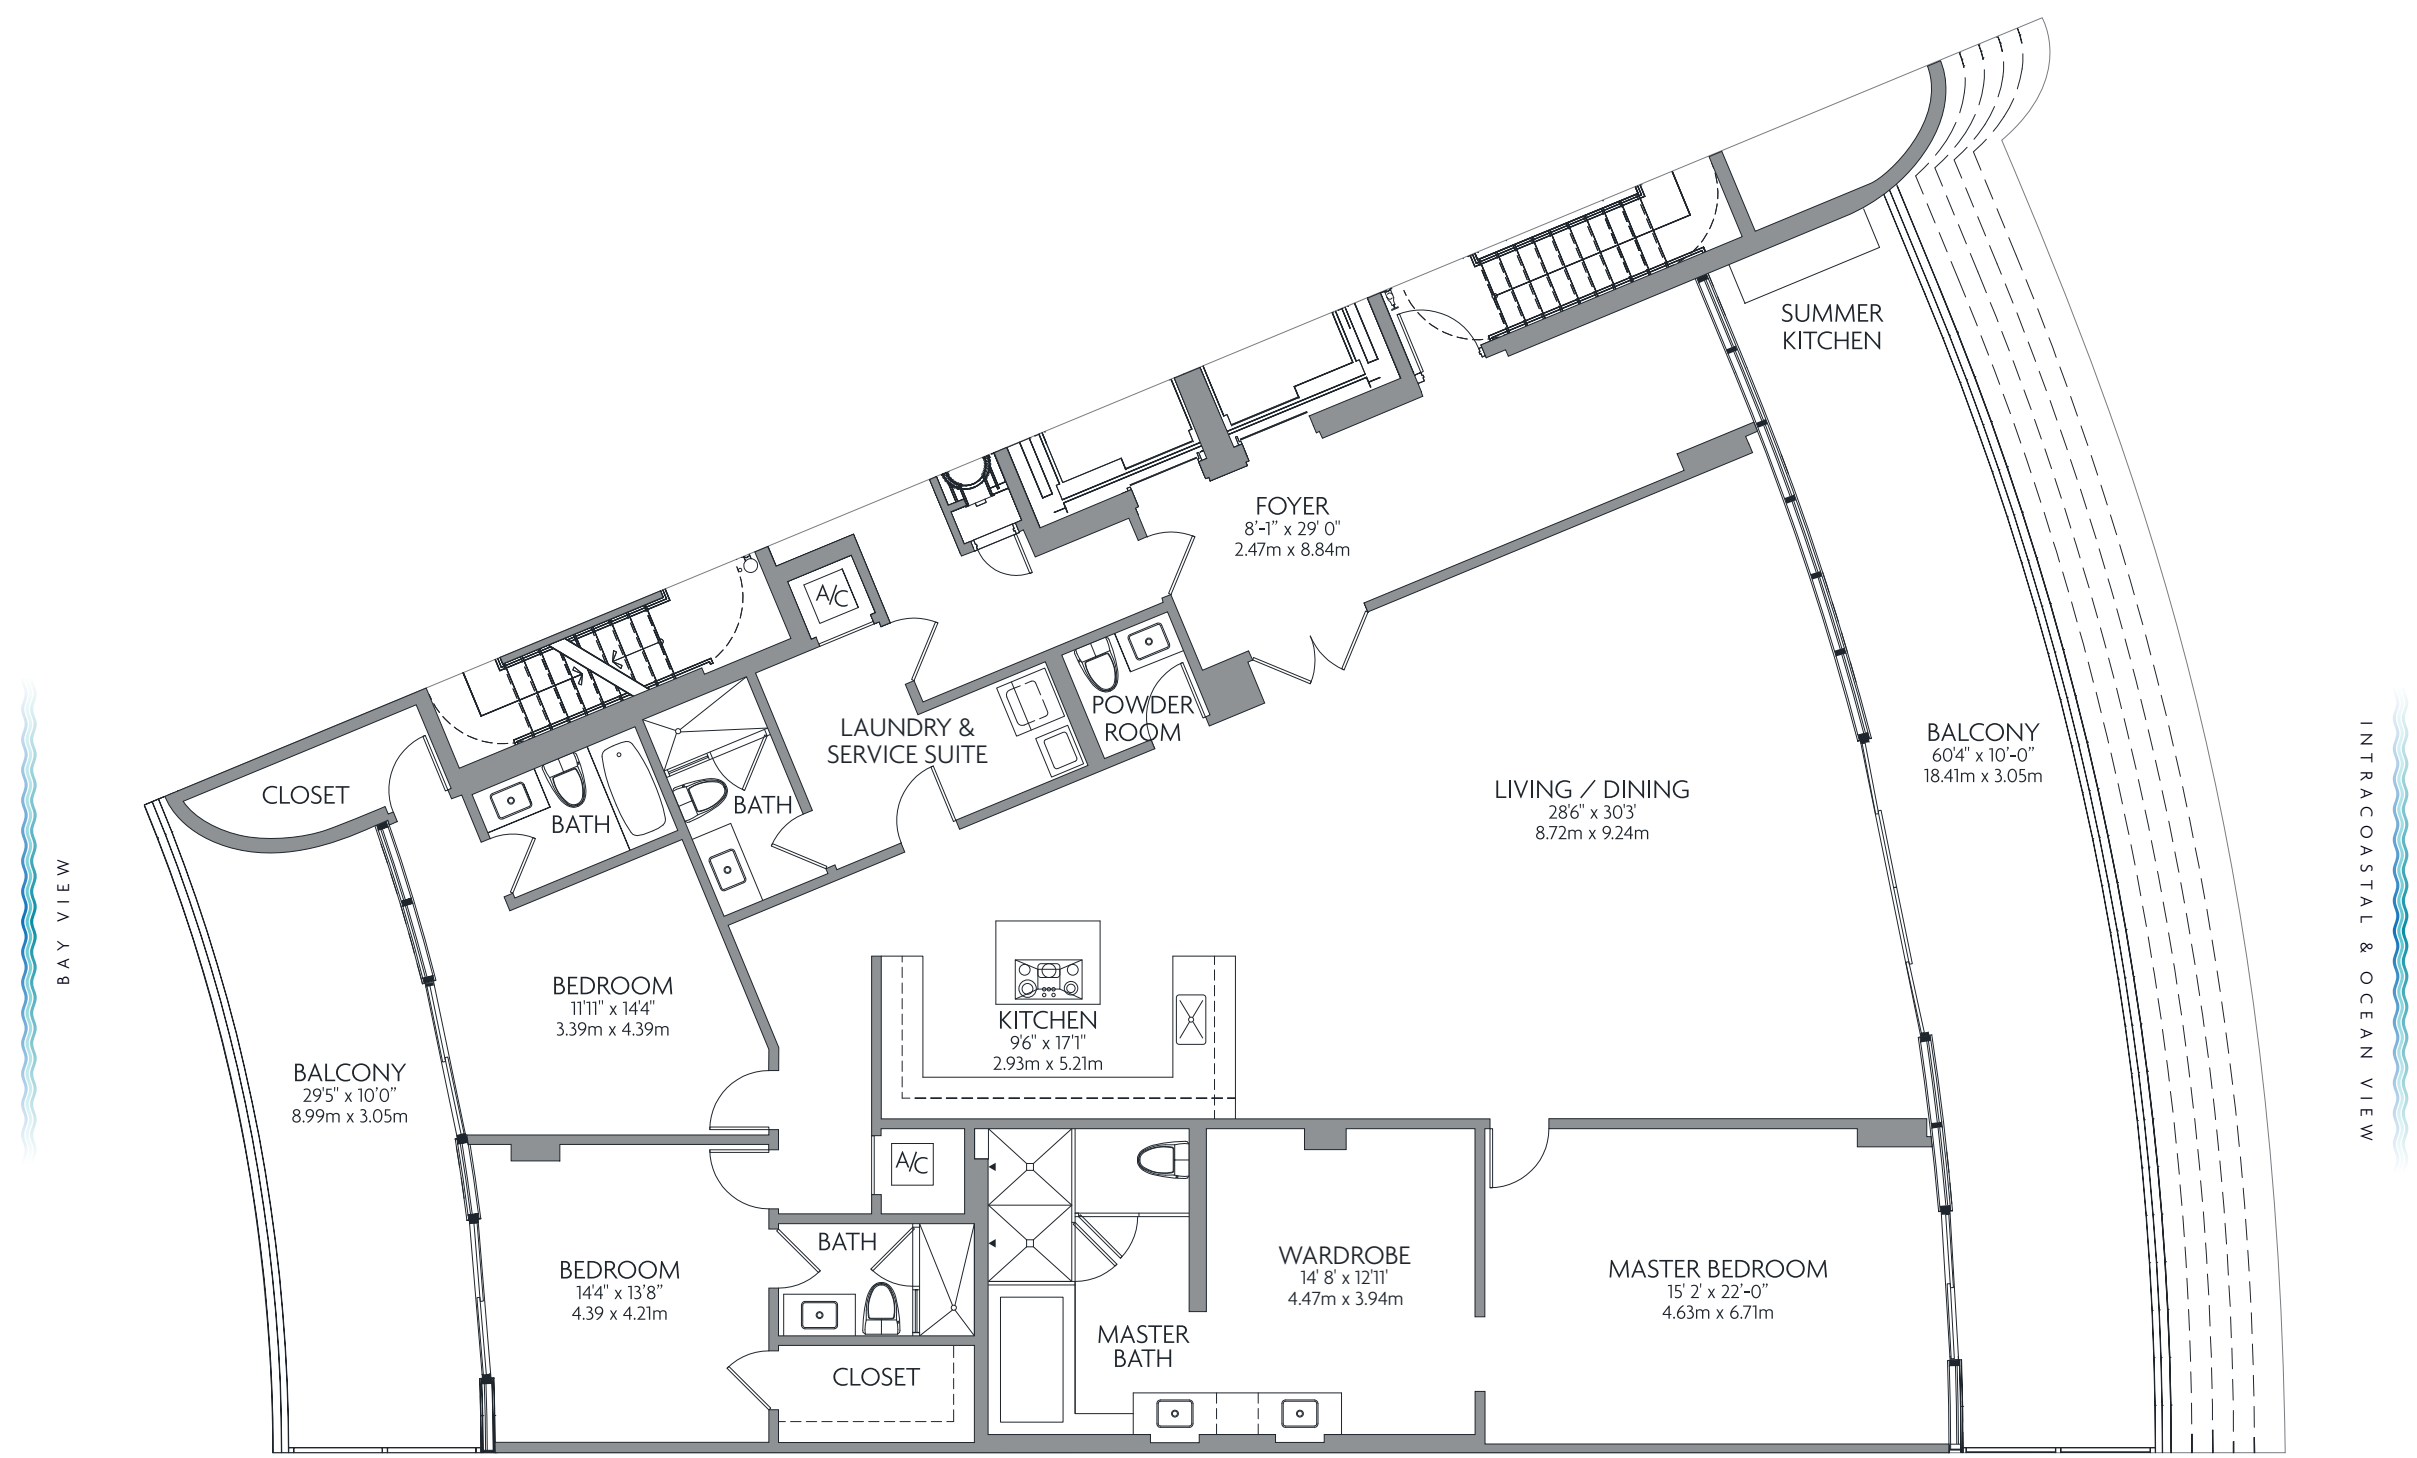 SUMMER
KITCHEN
FOYER
8'-1" x 29' 0"
2.47m x 8.84m
A/C
POWDER
ROOM
LAUNDRY &
SERVICE SUITE
BALCONY
60'4" x 10'-0"
18.41m x 3.05m
LIVING / DINING
28'6" x 30'3'
8.72m x 9.24m
CLOSET
BATH
BATH
BAY VIEW
INTRACOASTAL & OCEAN VIEW
BEDROOM
11'11" x 14'4"
3.39m x 4.39m
KITCHEN
9'6" x 17'1"
2.93m x 5.21m
BALCONY
29'5" x 10'0"
8.99m x 3.05m
A/C
BATH
BEDROOM
14'4" x 13'8"
4.39 x 4.21m
WARDROBE
14' 8' x 12'11'
4.47m x 3.94m
MASTER BEDROOM
15' 2' x 22'-0"
4.63m x 6.71m
MASTER
BATH
CLOSET